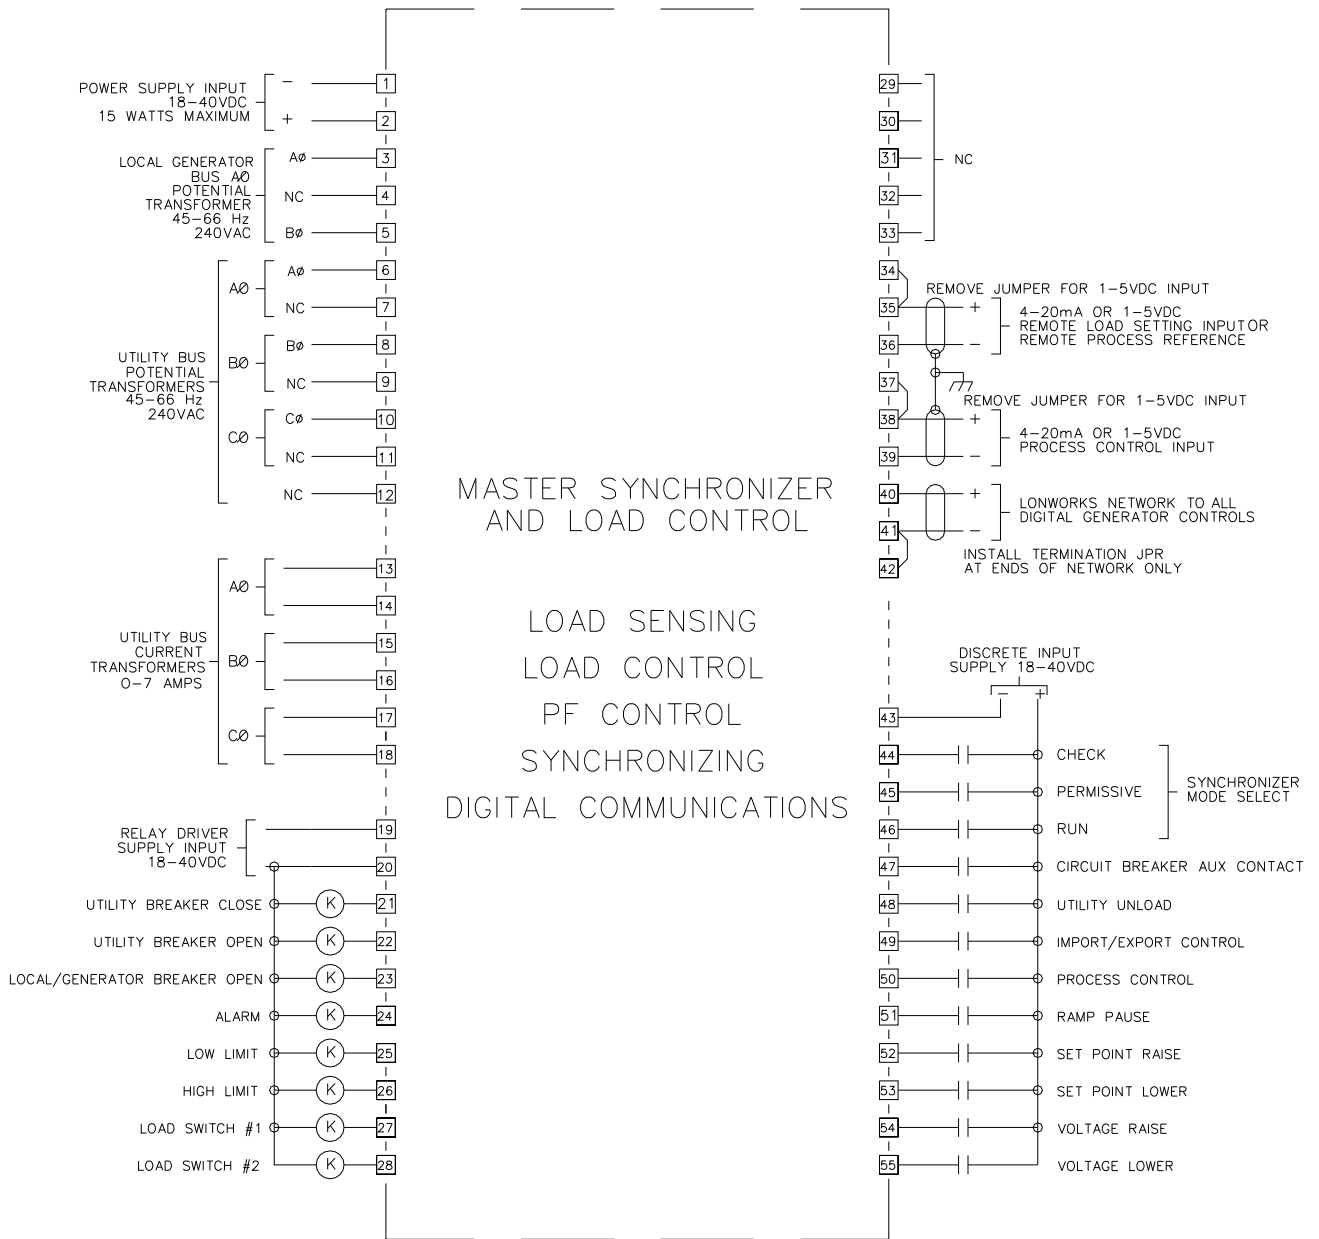 POWER SUPPLY INPUT
18-40VDC
15 WATTS MAXIMUM
-
+
1
2
LOCAL GENERATOR
BUS AØ
POTENTIAL
TRANSFORMER
45-66 Hz
240VAC
AØ
NC
BØ
3
4
5
UTILITY BUS
POTENTIAL
TRANSFORMERS
45-66 Hz
240VAC
AØ
BØ
CØ
AØ
NC
BØ
NC
CØ
NC
NC
6
7
8
9
10
11
12
UTILITY BUS
CURRENT
TRANSFORMERS
0-7 AMPS
AØ
BØ
CØ
13
14
15
16
17
18
RELAY DRIVER
SUPPLY INPUT
18-40VDC
19
20
UTILITY BREAKER CLOSE K 21
UTILITY BREAKER OPEN K 22
LOCAL/GENERATOR BREAKER OPEN K 23
ALARM K 24
LOW LIMIT K 25
HIGH LIMIT K 26
LOAD SWITCH #1 K 27
LOAD SWITCH #2 K 28
MASTER SYNCHRONIZER
AND LOAD CONTROL
LOAD SENSING
LOAD CONTROL
PF CONTROL
SYNCHRONIZING
DIGITAL COMMUNICATIONS
29
30
31
32
33
NC
34
35
36
REMOVE JUMPER FOR 1-5VDC INPUT
+
-
4-20mA OR 1-5VDC
REMOTE LOAD SETTING INPUT OR
REMOTE PROCESS REFERENCE
37
38
39
REMOVE JUMPER FOR 1-5VDC INPUT
+
-
4-20mA OR 1-5VDC
PROCESS CONTROL INPUT
40
41
42
+
-
LONWORKS NETWORK TO ALL
DIGITAL GENERATOR CONTROLS
INSTALL TERMINATION JPR
AT ENDS OF NETWORK ONLY
DISCRETE INPUT
SUPPLY 18-40VDC
- +
43
44 CHECK
45 PERMISSIVE
46 RUN
SYNCHRONIZER
MODE SELECT
47 CIRCUIT BREAKER AUX CONTACT
48 UTILITY UNLOAD
49 IMPORT/EXPORT CONTROL
50 PROCESS CONTROL
51 RAMP PAUSE
52 SET POINT RAISE
53 SET POINT LOWER
54 VOLTAGE RAISE
55 VOLTAGE LOWER